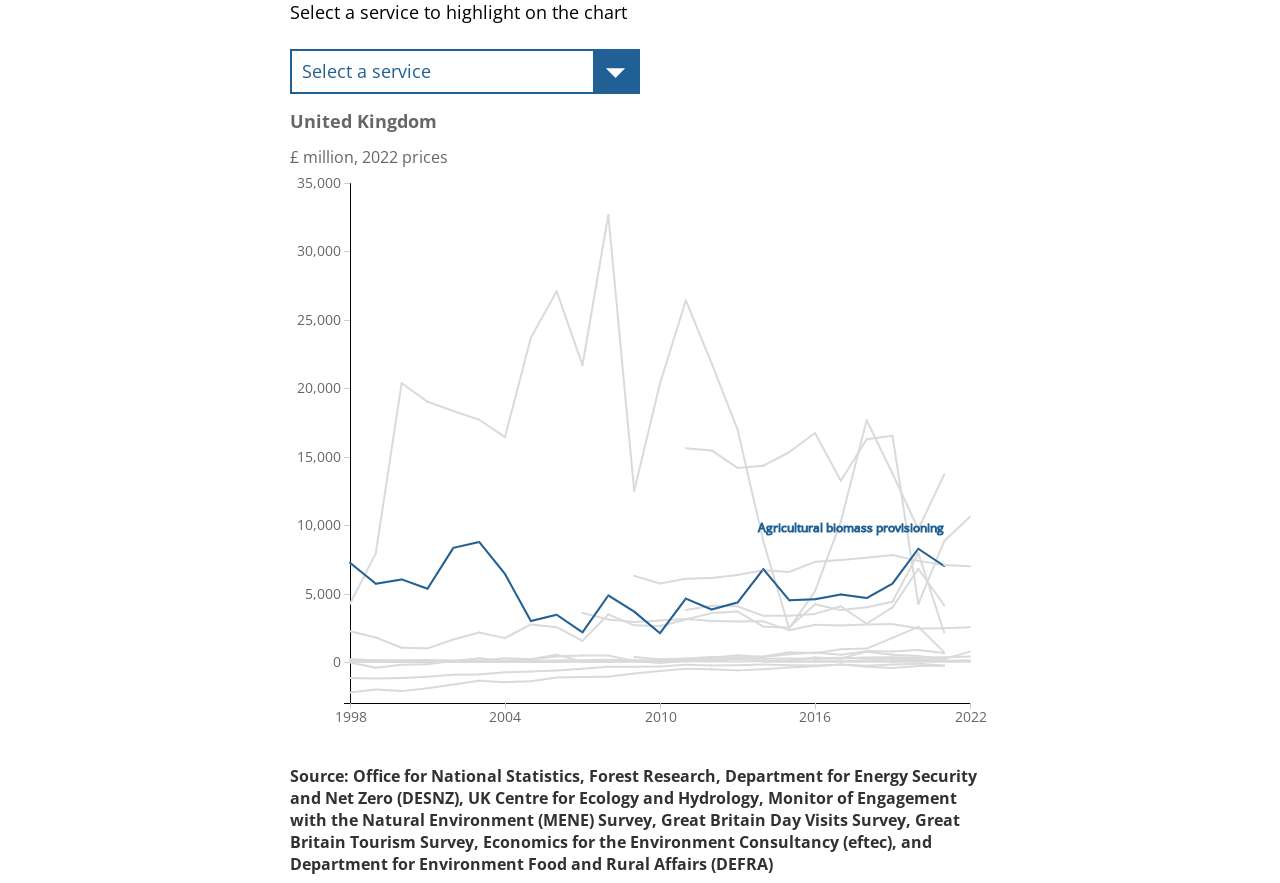 Select a service to highlight on the chart
Select a service
United Kingdom
£ million, 2022 prices
35,000
30,000
25,000
20,000
15,000
10,000
Agricultural biomass provisioning
5,000
0
1998 2004 2010 2016 2022
Source: Office for National Statistics, Forest Research, Department for Energy Security
and Net Zero (DESNZ), UK Centre for Ecology and Hydrology, Monitor of Engagement
with the Natural Environment (MENE) Survey, Great Britain Day Visits Survey, Great
Britain Tourism Survey, Economics for the Environment Consultancy (eftec), and
Department for Environment Food and Rural Affairs (DEFRA)